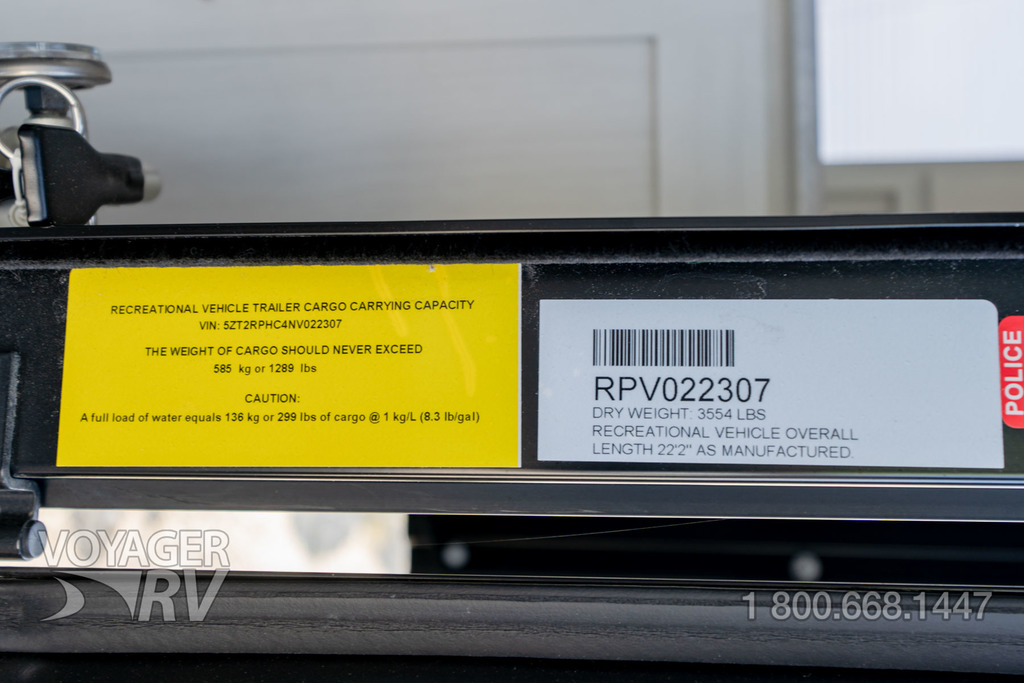 RECREATIONAL VEHICLE TRAILER CARGO CARRYING CAPACITY
VIN: 5ZT2RPHC4NV022307
THE WEIGHT OF CARGO SHOULD NEVER EXCEED
585 kg or 1289 lbs
CAUTION:
A full load of water equals 136 kg or 299 lbs of cargo @ 1 kg/L (8.3 lb/gal)
RPV022307
DRY WEIGHT: 3554 LBS
RECREATIONAL VEHICLE OVERALL
LENGTH 22'2" AS MANUFACTURED.
POLICE
VOYAGER
RV
1 800.668.1447